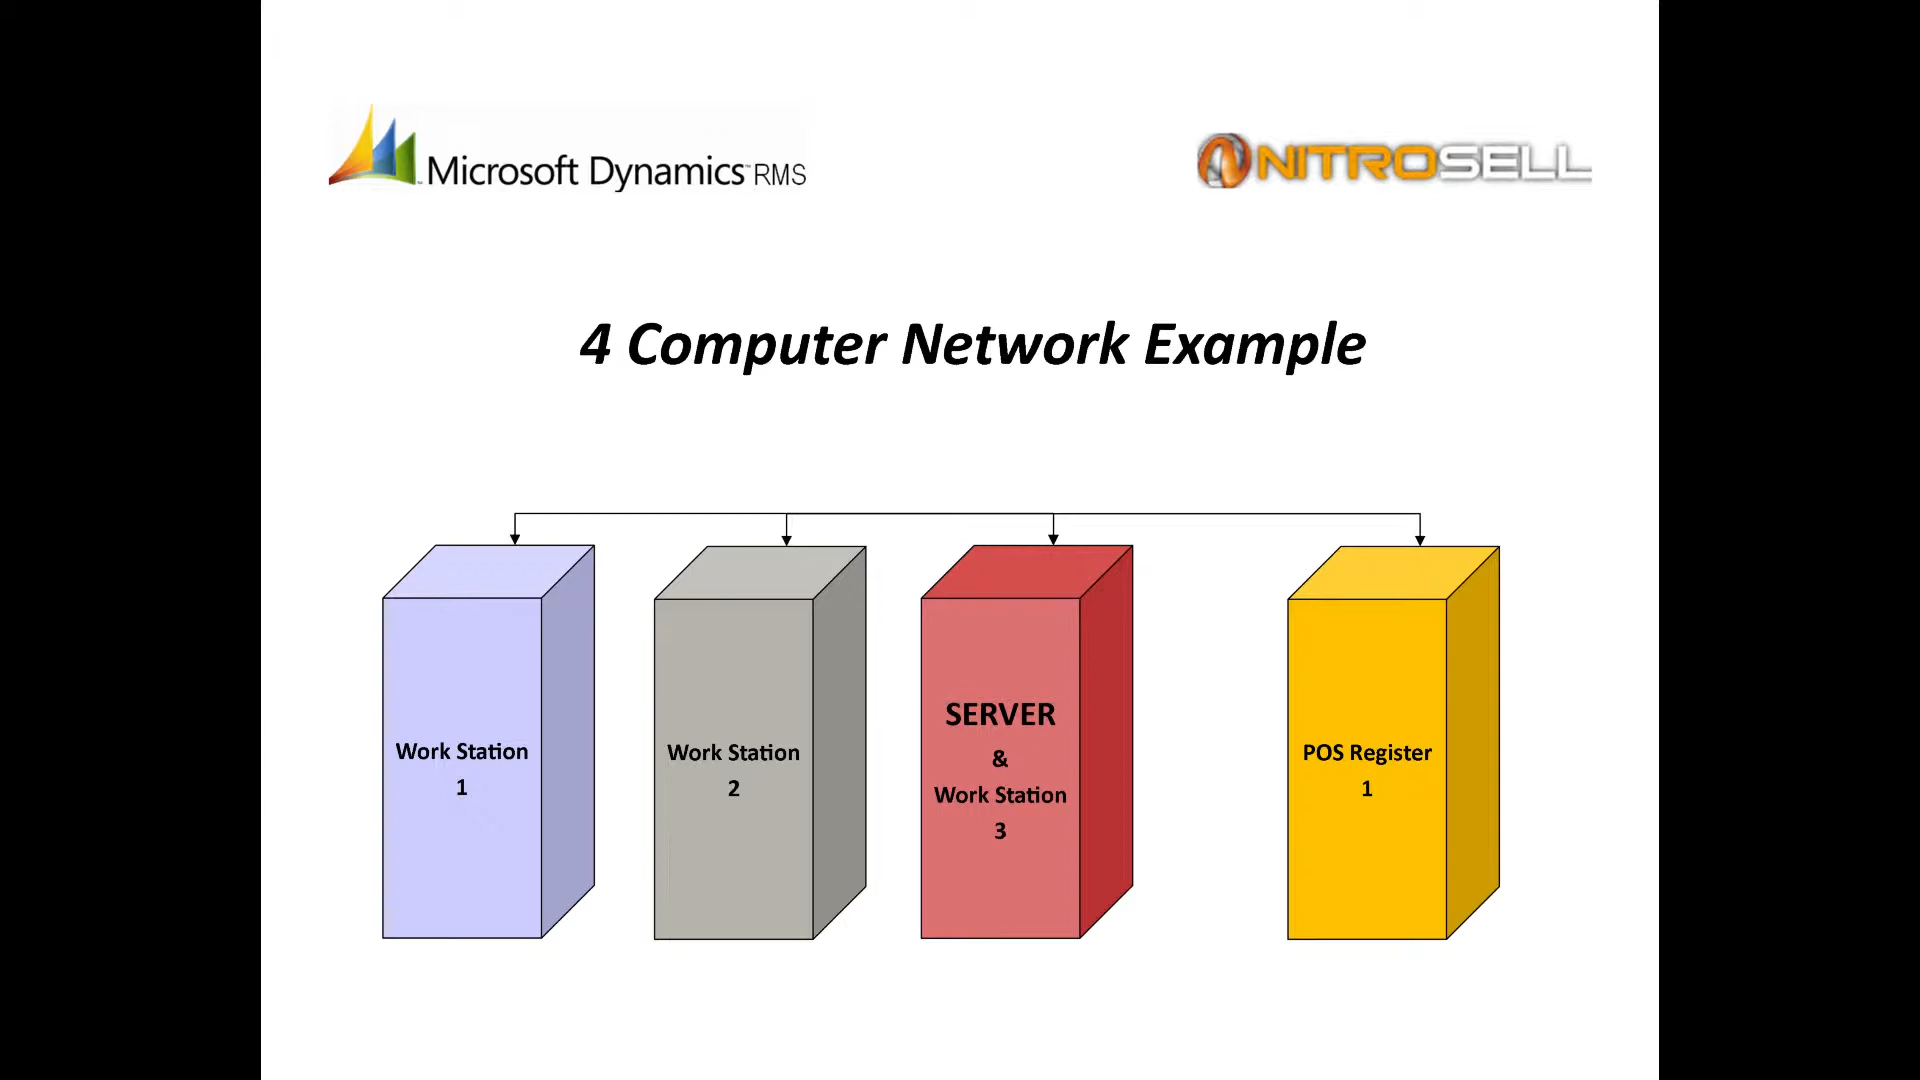 Microsoft Dynamics™ RMS
NITROSELL
4 Computer Network Example
Work Station
1
Work Station
2
SERVER
&
Work Station
3
POS Register
1